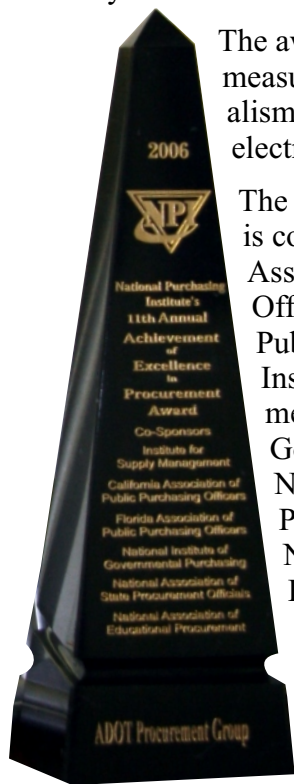 2006
NPI
National Purchasing
Institute's
11th Annual
Achievement
of
Excellence
in
Procurement
Award
Co-Sponsors
Institute for
Supply Management
California Association of
Public Purchasing Officers
Florida Association of
Public Purchasing Officers
National Institute of
Governmental Purchasing
National Association of
State Procurement Officials
National Association of
Educational Procurement
ADOT Procurement Group
The
measu
alism
electr
The
is co
Ass
Off
Pub
Ins
me
Go
N
P
N